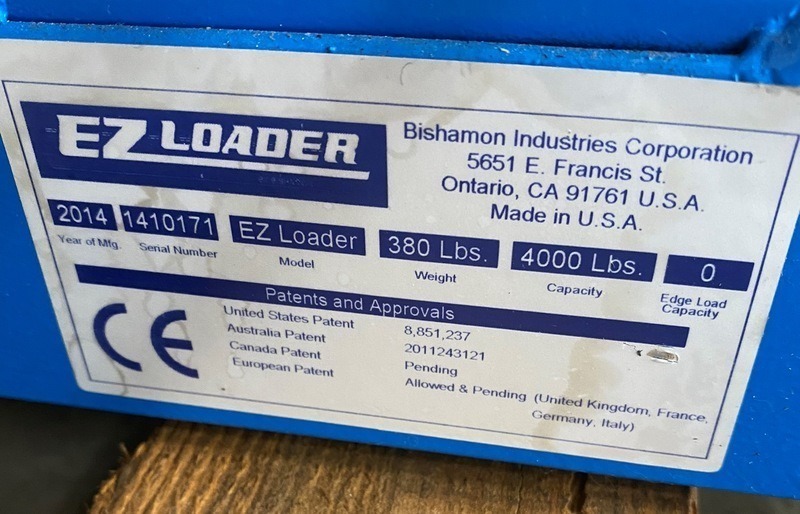 EZ LOADER
Bishamon Industries Corporation
5651 E. Francis St.
Ontario, CA 91761 U.S.A.
Made in U.S.A.
2014 1410171 EZ Loader 380 Lbs. 4000 Lbs. 0
Year of Mfg. Serial Number Model Weight Capacity Edge Load
Capacity
Patents and Approvals
CE
United States Patent 8,851,237
Australia Patent 2011243121
Canada Patent Pending
European Patent Allowed & Pending (United Kingdom, France,
Germany, Italy)